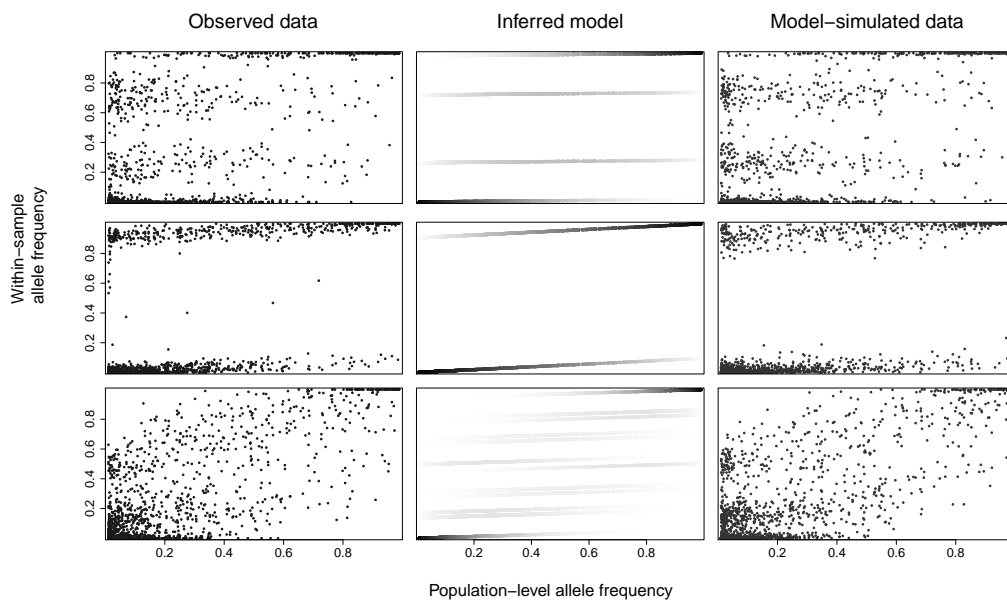 Observed data
Inferred model
Model−simulated data
Within−sample
allele frequency
0.8
0.6
0.4
0.2
0.8
0.6
0.4
0.2
0.8
0.6
0.4
0.2
0.2 0.4 0.6 0.8
0.2 0.4 0.6 0.8
0.2 0.4 0.6 0.8
Population−level allele frequency